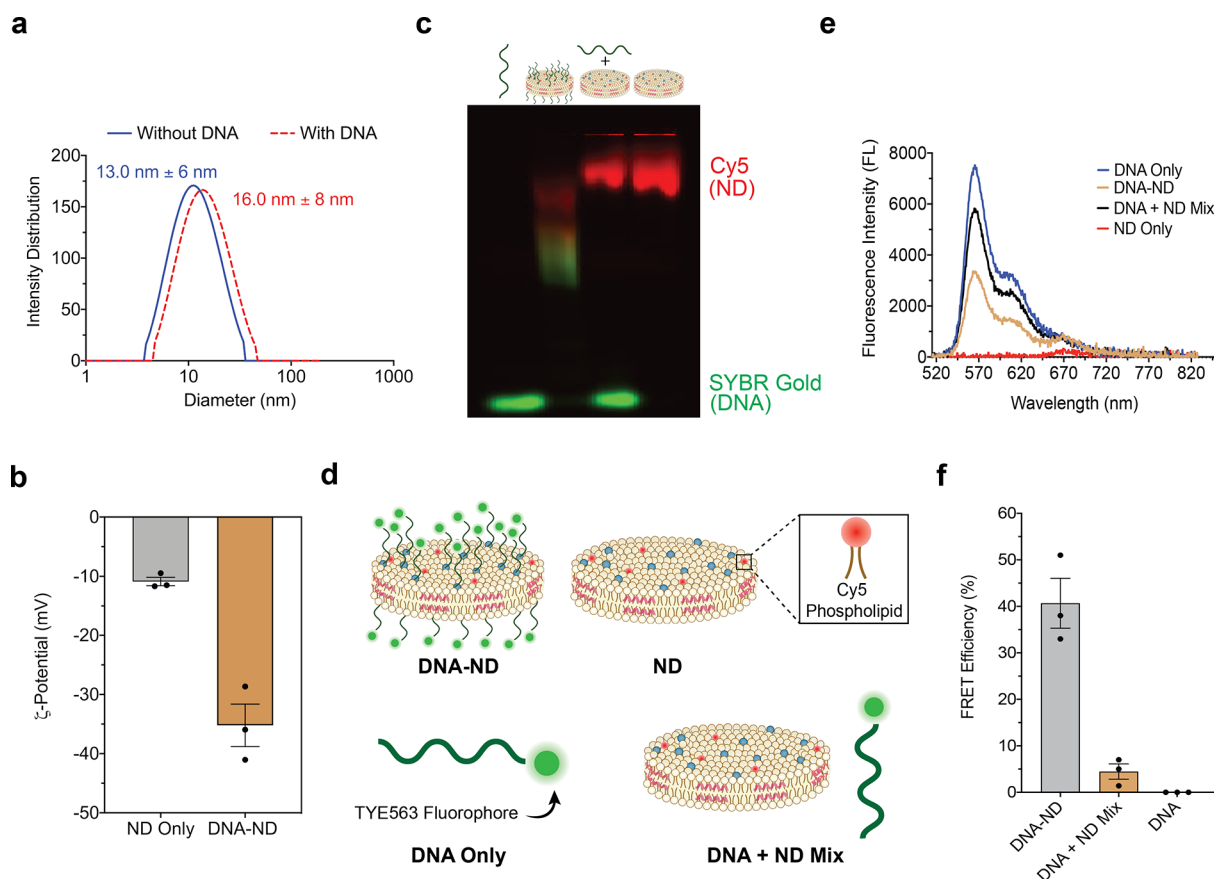 a
Without DNA
With DNA
200
150
100
50
0
13.0 nm ± 6 nm
16.0 nm ± 8 nm
Intensity Distribution
1
10
100
1000
Diameter (nm)
b
0
-10
-20
-30
-40
-50
ζ-Potential (mV)
ND Only
DNA-ND
c
+
Cy5
(ND)
SYBR Gold
(DNA)
d
DNA-ND
ND
Cy5
Phospholipid
TYE563 Fluorophore
DNA Only
DNA + ND Mix
e
8000
6000
4000
2000
0
Fluorescence Intensity (FL)
DNA Only
DNA-ND
DNA + ND Mix
ND Only
520 570 620 670 720 770 820
Wavelength (nm)
f
60
50
40
30
20
10
0
FRET Efficiency (%)
DNA-ND
DNA + ND Mix
DNA